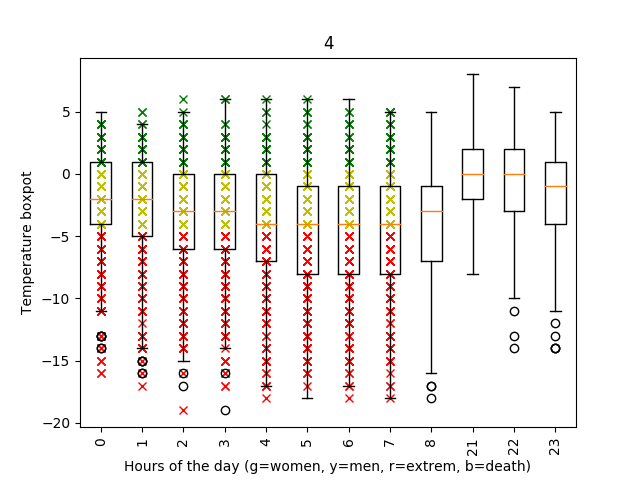 4
Temperature boxpot
5
0
−5
−10
−15
−20
0 1 2 3 4 5 6 7 8 21 22 23
Hours of the day (g=women, y=men, r=extrem, b=death)